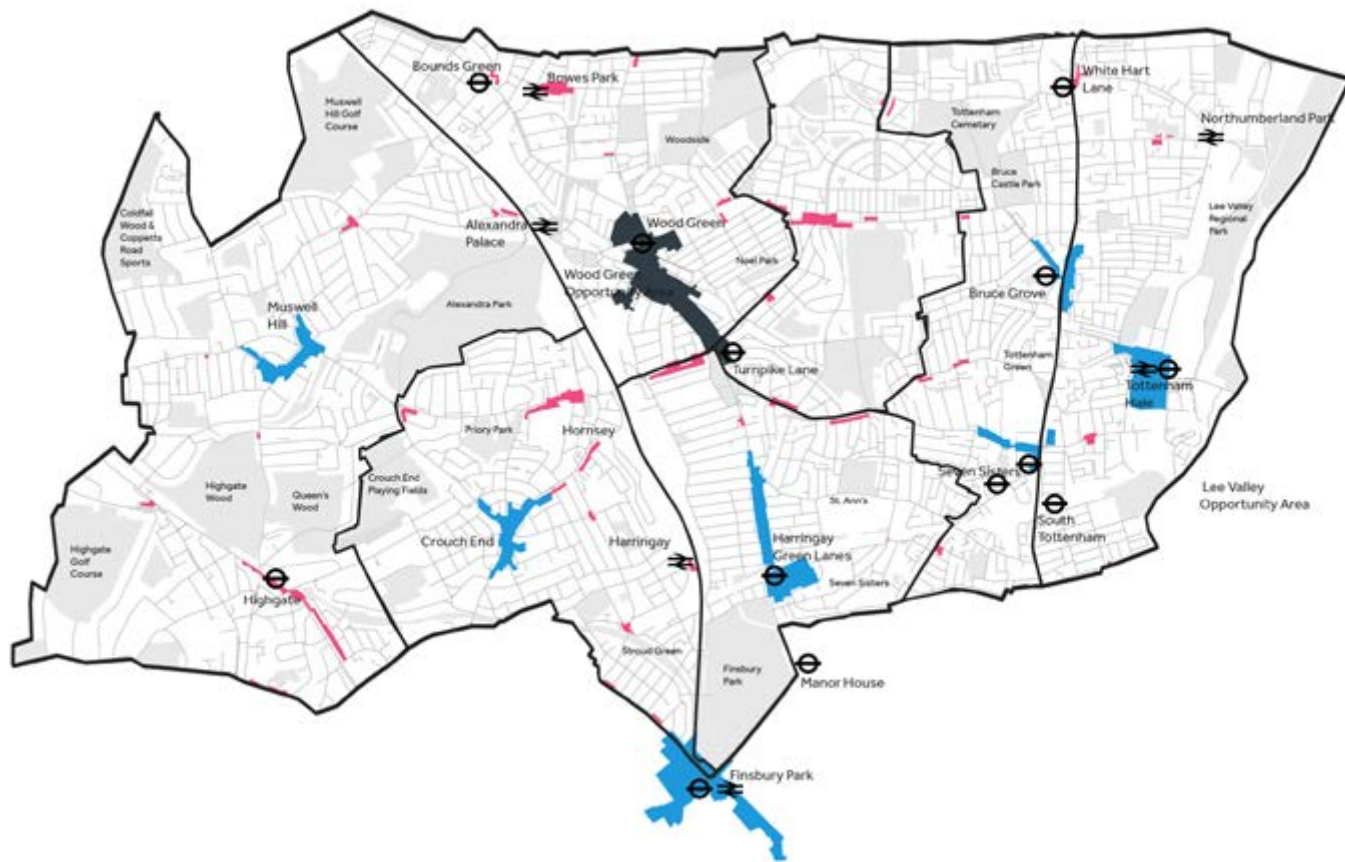 Bounds Green
Bowes Park
White Hart
Lane
Muswell
Hill Golf
Course
Tottenham
Cemetery
Northumberland Park
Woodside
Bruce
Castle Park
Coldfall
Wood &
Coppetts
Road
Sports
Lee Valley
Regional
Park
Alexandra
Palace
Wood Green
Noel Park
Wood Green
Opportunity Area
Bruce Grove
Muswell
Hill
Alexandra Park
Turnpike Lane
Tottenham
Green
Tottenham
Hale
Priory Park
Hornsey
Highgate
Wood
Queen's
Wood
Crouch End
Playing Fields
Seven Sisters
St. Ann's
Lee Valley
Opportunity Area
South
Tottenham
Crouch End
Harringay
Harringay
Green Lanes
Seven Sisters
Highgate
Golf
Course
Highgate
Stroud Green
Finsbury
Park
Manor House
Finsbury Park